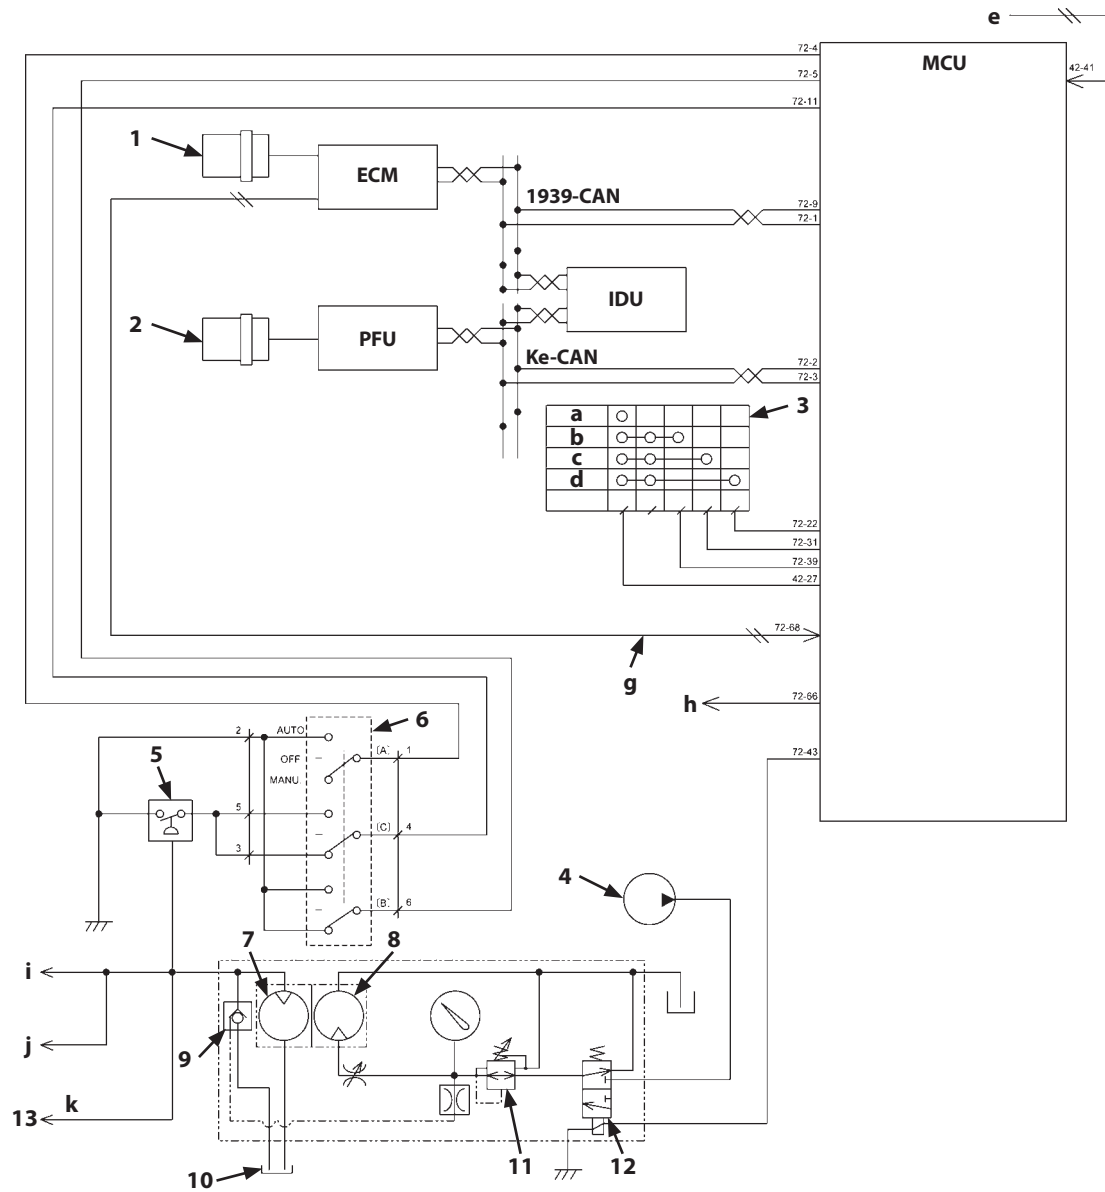 e
72-4
MCU
42-41
72-5
72-11
1
ECM
1939-CAN
72-9
72-1
IDU
2
PFU
Ke-CAN
72-2
72-3
3
a
b
c
d
72-22
72-31
72-39
42-27
72-68
g
h
72-66
6
2
AUTO
5
OFF
(A)
1
72-43
MANU.
5
(C)
4
3
4
(B)
6
7
8
i
j
9
k
13
10
11
12